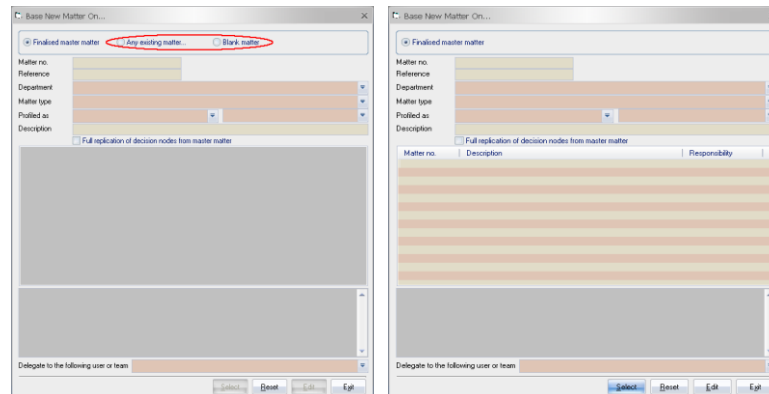 Base New Matter On...
Finalised master matter Any existing matter... Blank matter
Matter no.
Reference
Department
Matter type
Profiled as
Description
Full replication of decision nodes from master matter
Delegate to the following user or team
Select Reset Edit Exit
Base New Matter On...
Finalised master matter
Matter no.
Reference
Department
Matter type
Profiled as
Description
Full replication of decision nodes from master matter
Matter no. Description Responsibility
Delegate to the following user or team
Select Reset Edit Exit